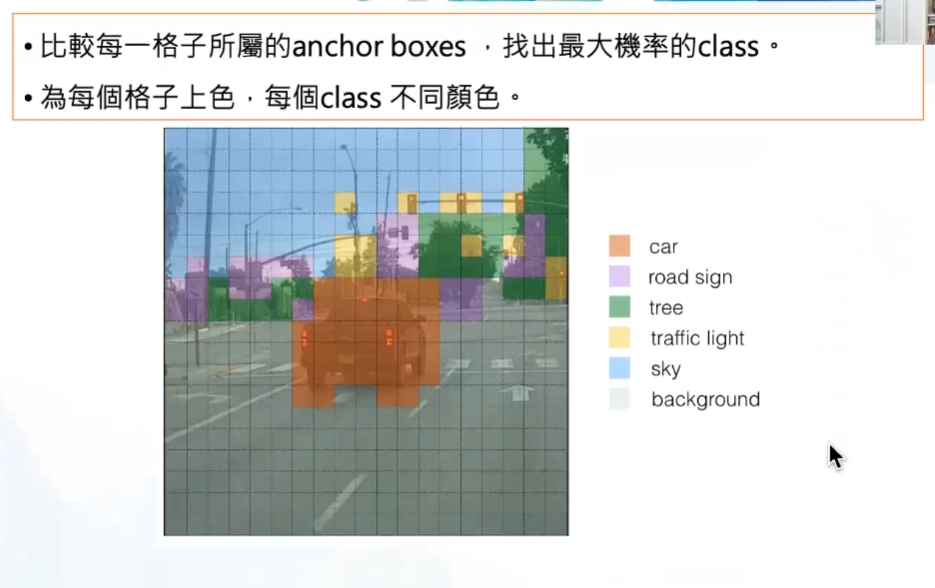 • 比較每一格子所屬的anchor boxes ，找出最大機率的class。
• 為每個格子上色，每個class 不同顏色。
car
road sign
tree
traffic light
sky
background